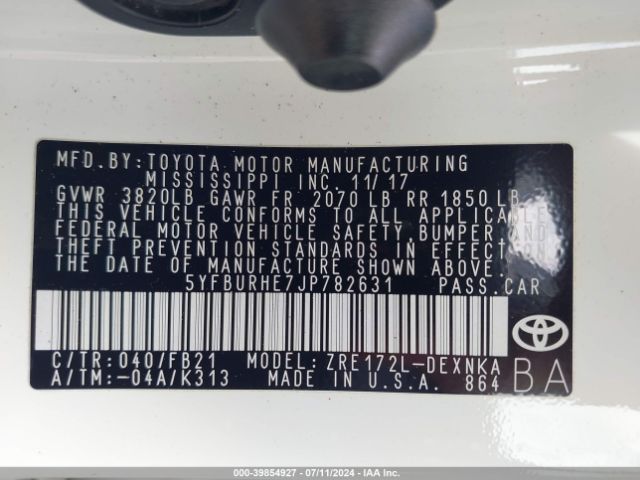 MFD. BY: TOYOTA MOTOR MANUFACTURING
MISSISSIPPI INC. 11/17
GVWR 3820LB GAWR FR 2070 LB RR 1850 LB
THIS VEHICLE CONFORMS TO ALL APPLICABLE
FEDERAL MOTOR VEHICLE SAFETY, BUMPER AND
THEFT PREVENTION STANDARDS IN EFFECT ON
THE DATE OF MANUFACTURE SHOWN ABOVE.
5YFBURHE7JP782631 PASS. CAR
C/TR: 040/FB21 MODEL: ZRE172L-DEXNKA
A/TM: -04A/K313 MADE IN U.S.A. 864
BA
000-39854927 / 07/11/2024 / IAAI.COM